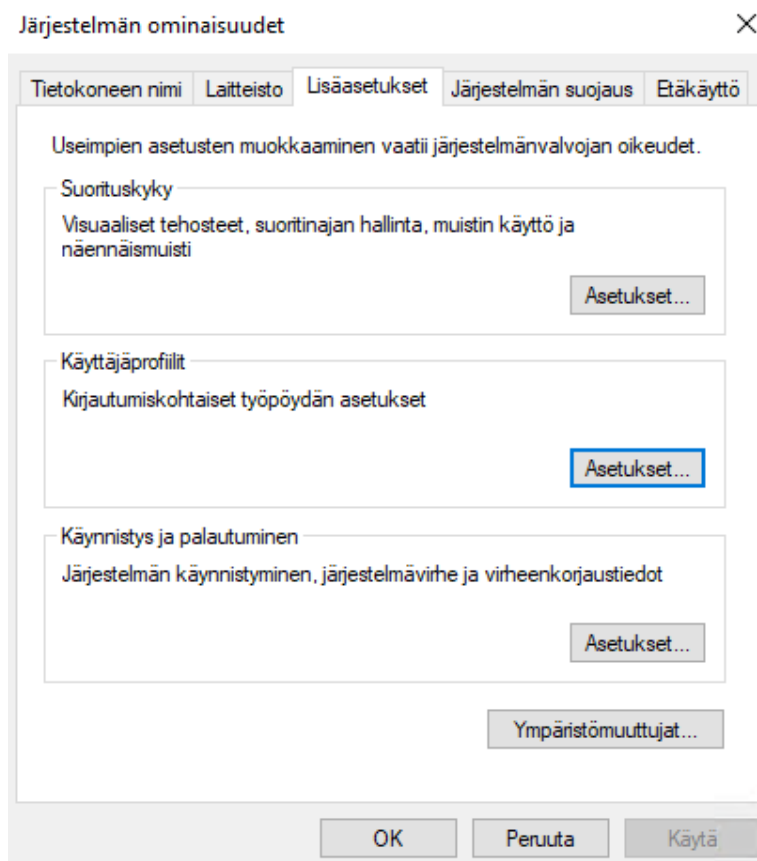 Järjestelmän ominaisuudet
Tietokoneen nimi Laitteisto Lisäasetukset Järjestelmän suojaus Etäkäyttö
Useimpien asetusten muokkaaminen vaatii järjestelmänvalvojan oikeudet.
Suorituskyky
Visuaaliset tehosteet, suoritinajan hallinta, muistin käyttö ja
näennäismuisti
Asetukset...
Käyttäjäprofiilit
Kirjautumiskohtaiset työpöydän asetukset
Asetukset...
Käynnistys ja palautuminen
Järjestelmän käynnistyminen, järjestelmävirhe ja virheenkorjaustiedot
Asetukset...
Ympäristömuuttujat...
OK Peruuta Käytä